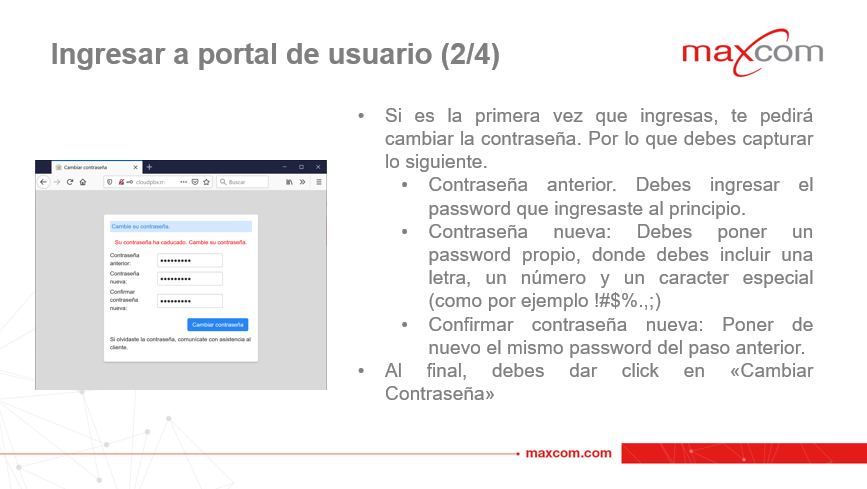 Ingresar a portal de usuario (2/4)
maxcom
Si es la primera vez que ingresas, te pedirá
cambiar la contraseña. Por lo que debes capturar
lo siguiente.
Contraseña anterior. Debes ingresar el
password que ingresaste al principio.
Contraseña nueva: Debes poner un
password propio, donde debes incluir una
letra, un número y un caracter especial
(como por ejemplo !#$%.,;)
Confirmar contraseña nueva: Poner de
nuevo el mismo password del paso anterior.
Al final, debes dar click en «Cambiar
Contraseña»
Cambiar contraseña
cloudpbx.m
Buscar
Cambie su contraseña.
Su contraseña ha caducado. Cambie su contraseña.
Contraseña
anterior:
Contraseña
nueva:
Confirmar
contraseña
nueva:
Cambiar contraseña
Si olvidaste la contraseña, comunícate con asistencia al
cliente.
maxcom.com